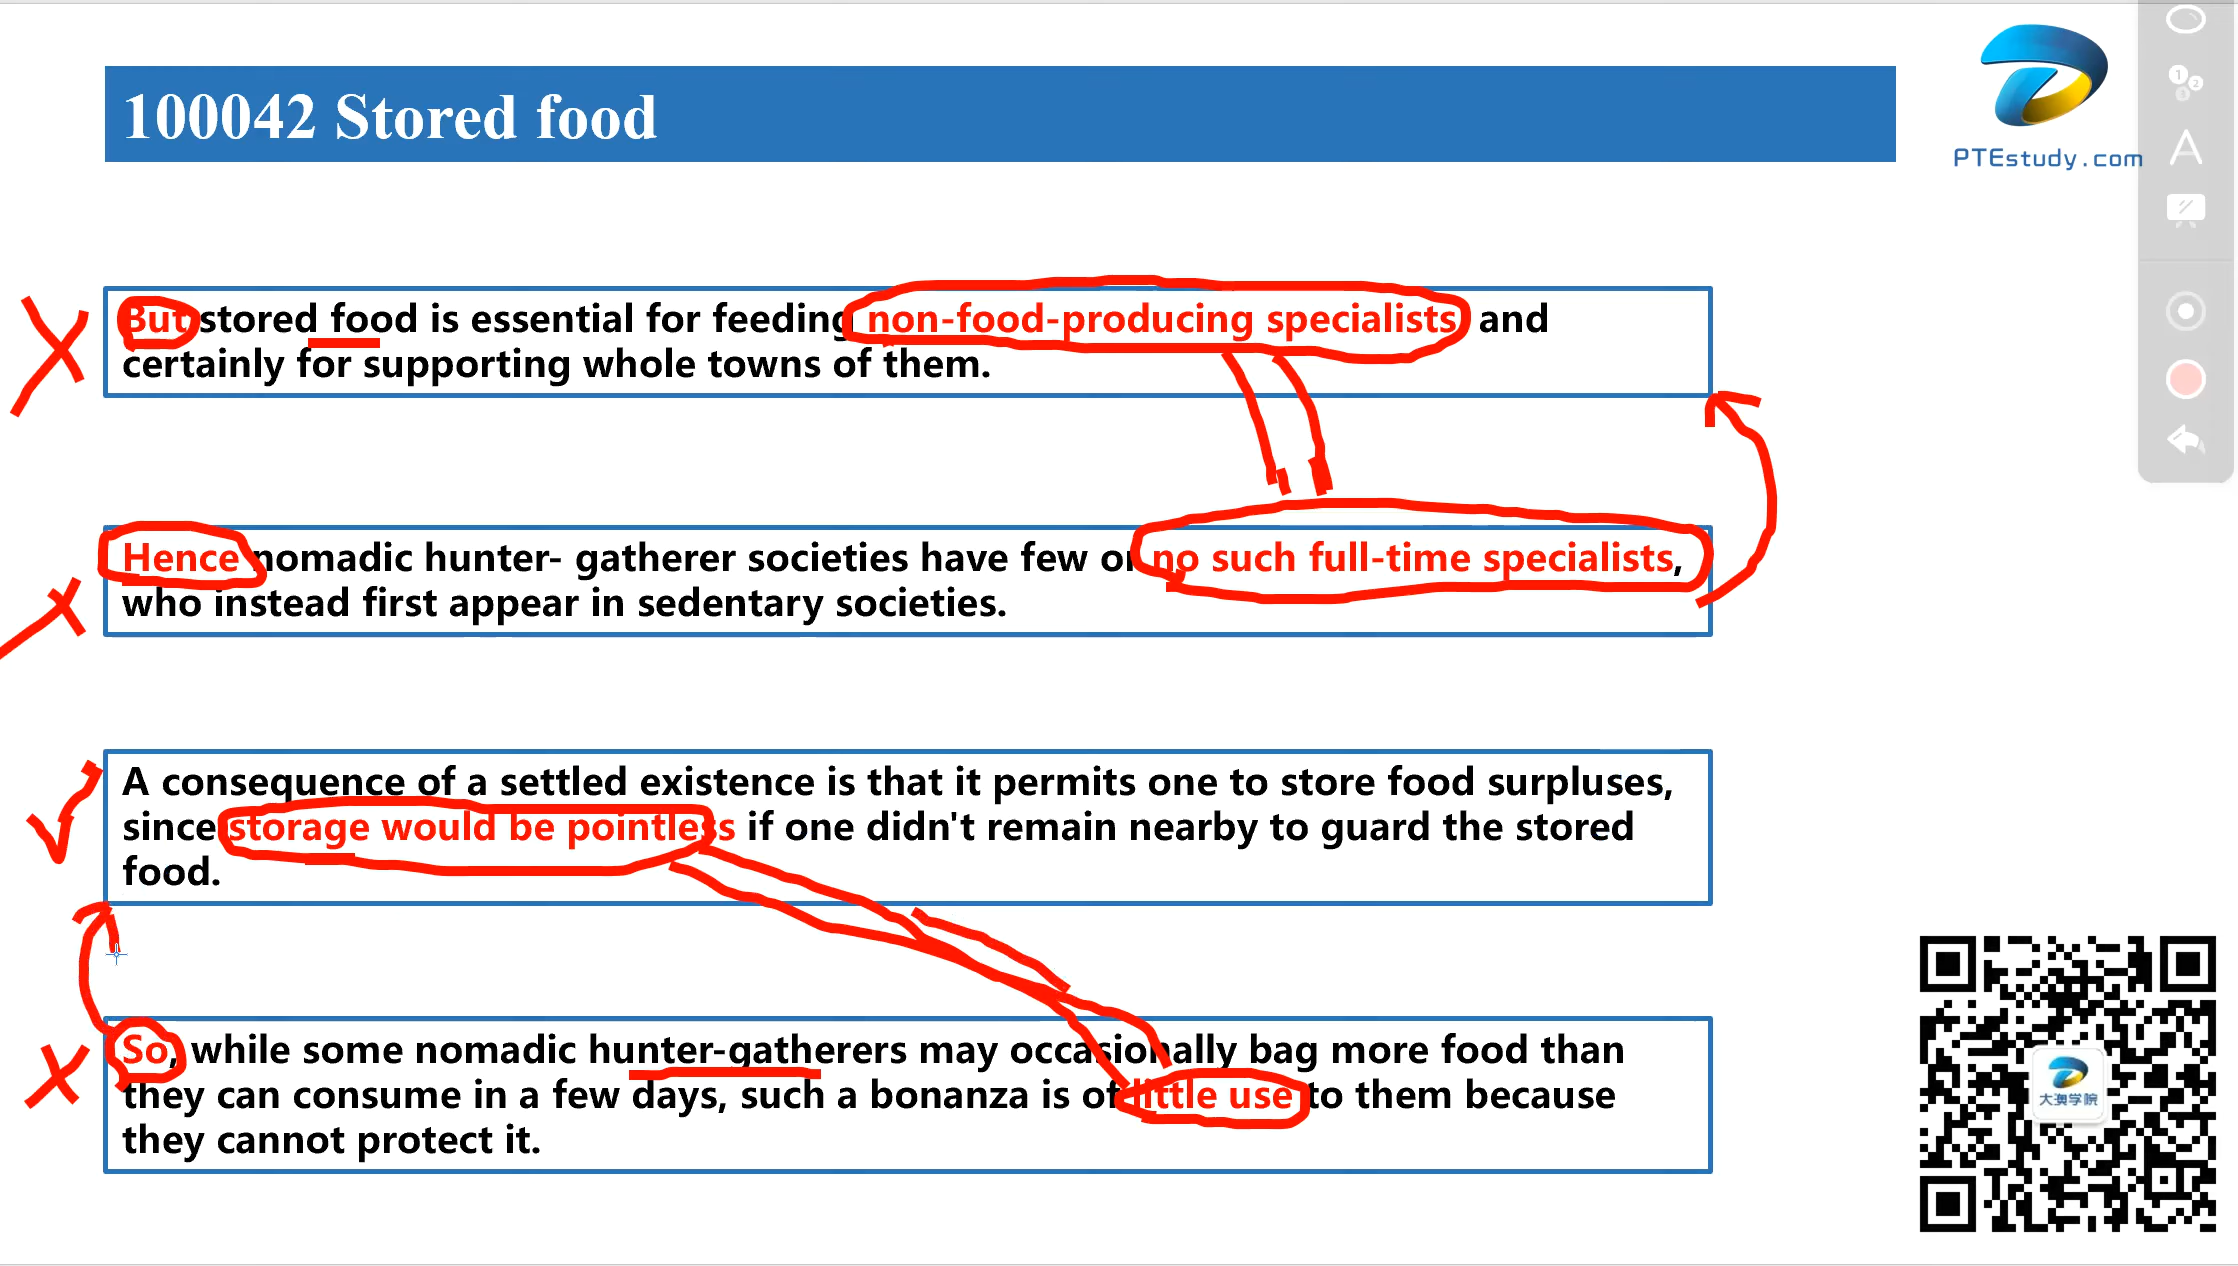 100042 Stored food
PTEstudy.com
But stored food is essential for feeding non-food-producing specialists and
certainly for supporting whole towns of them.
Hence nomadic hunter- gatherer societies have few or no such full-time specialists,
who instead first appear in sedentary societies.
A consequence of a settled existence is that it permits one to store food surpluses,
since storage would be pointless if one didn't remain nearby to guard the stored
food.
So, while some nomadic hunter-gatherers may occasionally bag more food than
they can consume in a few days, such a bonanza is of little use to them because
they cannot protect it.
大澳学院